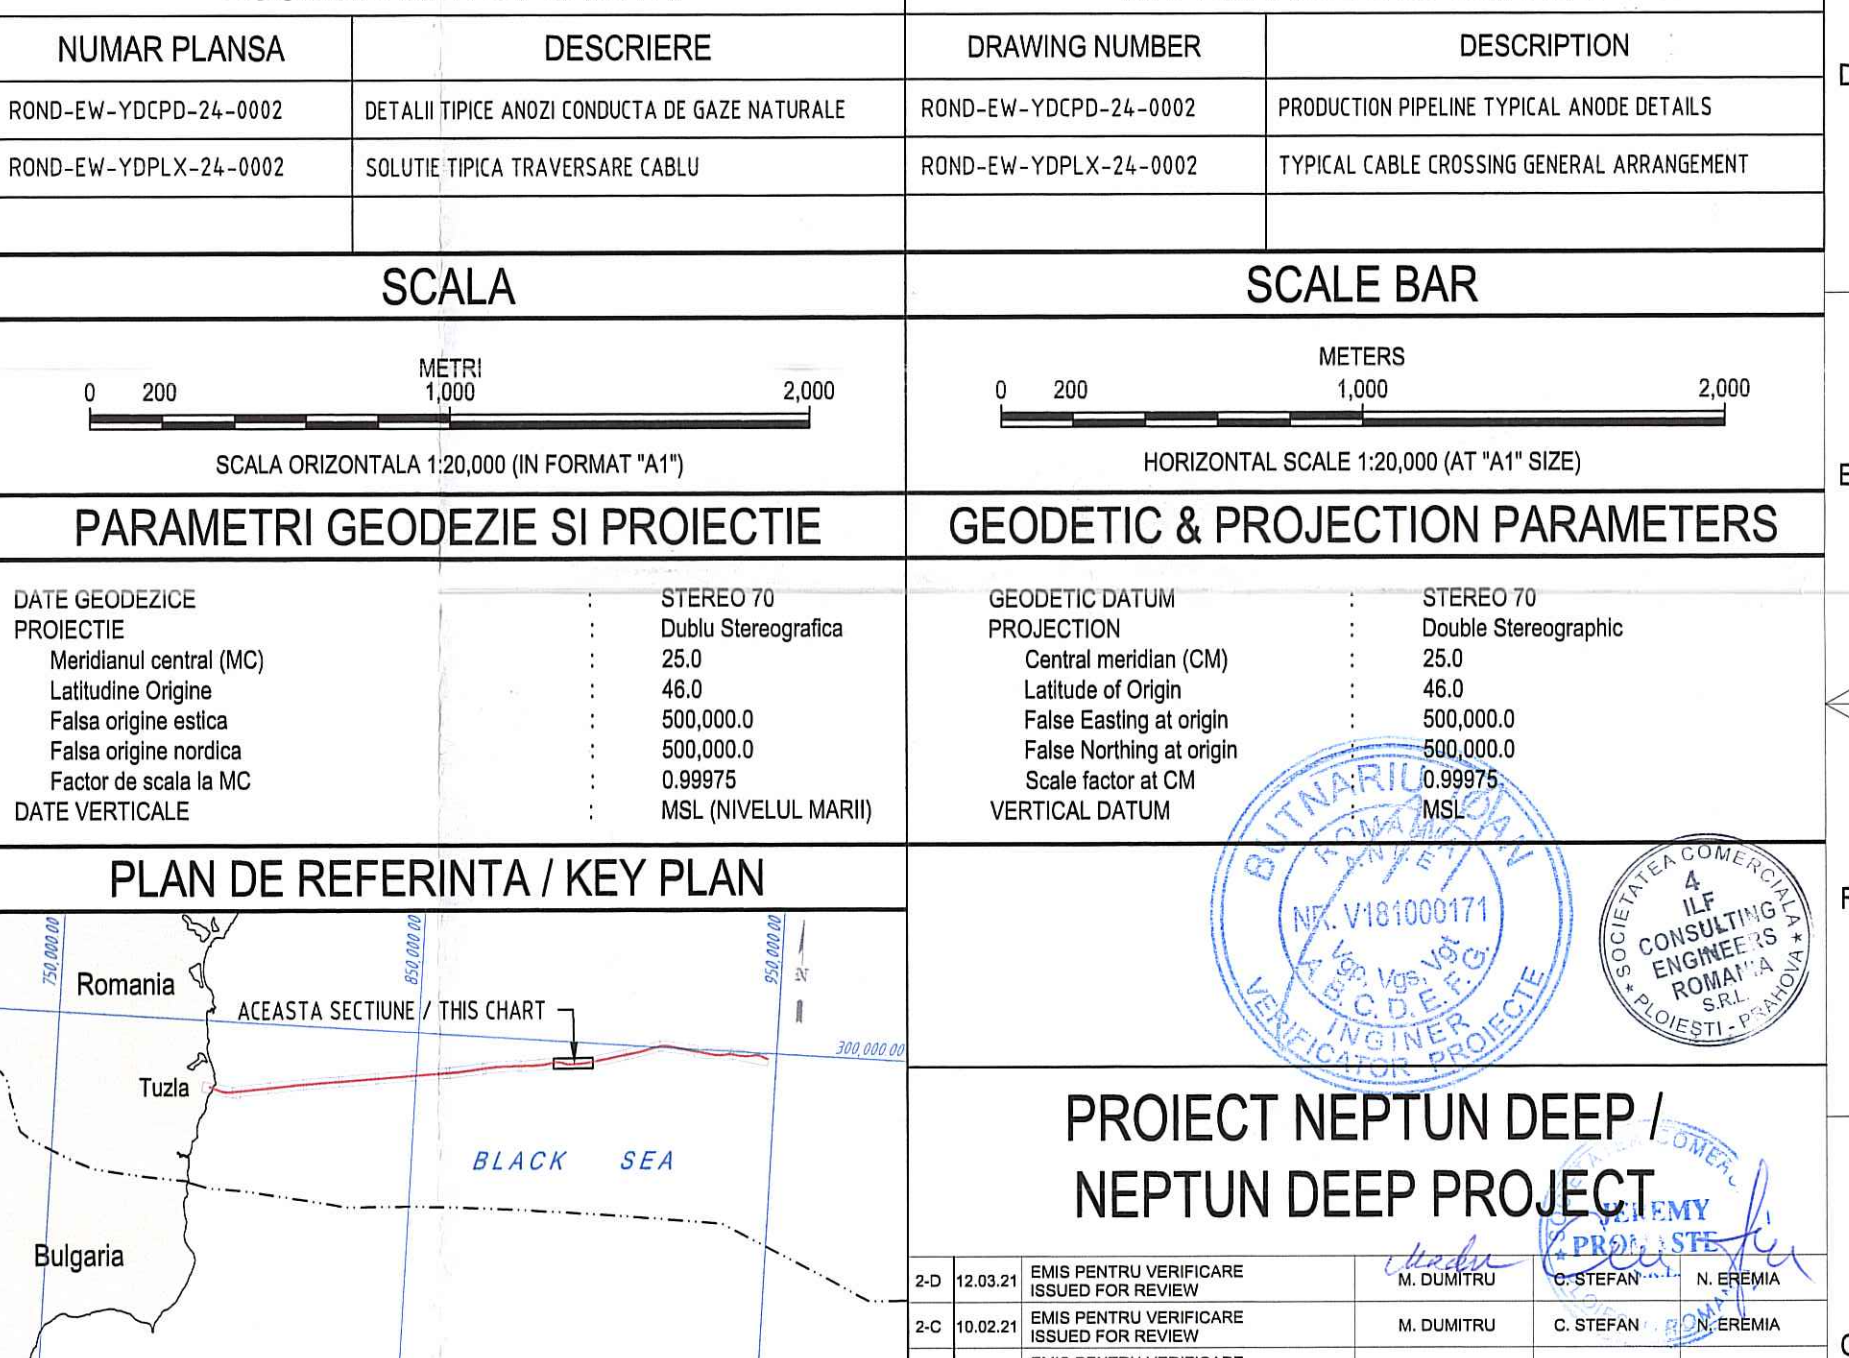 NUMAR PLANSA
DESCRIERE
DRAWING NUMBER
DESCRIPTION
ROND-EW-YDCPD-24-0002
DETALII TIPICE ANOZI CONDUCTA DE GAZE NATURALE
ROND-EW-YDCPD-24-0002
PRODUCTION PIPELINE TYPICAL ANODE DETAILS
ROND-EW-YDPLX-24-0002
SOLUTIE TIPICA TRAVERSARE CABLU
ROND-EW-YDPLX-24-0002
TYPICAL CABLE CROSSING GENERAL ARRANGEMENT
SCALA
METRI
0 200 1,000 2,000
SCALA ORIZONTALA 1:20,000 (IN FORMAT "A1")
SCALE BAR
METERS
0 200 1,000 2,000
HORIZONTAL SCALE 1:20,000 (AT "A1" SIZE)
PARAMETRI GEODEZIE SI PROIECTIE
DATE GEODEZICE : STEREO 70
PROIECTIE : Dublu Stereografica
Meridianul central (MC) : 25.0
Latitudine Origine : 46.0
Falsa origine estica : 500,000.0
Falsa origine nordica : 500,000.0
Factor de scala la MC : 0.99975
DATE VERTICALE : MSL (NIVELUL MARII)
GEODETIC & PROJECTION PARAMETERS
GEODETIC DATUM : STEREO 70
PROJECTION : Double Stereographic
Central meridian (CM) : 25.0
Latitude of Origin : 46.0
False Easting at origin : 500,000.0
False Northing at origin : 500,000.0
Scale factor at CM : 0.99975
VERTICAL DATUM : MSL
PLAN DE REFERINTA / KEY PLAN
750,000.00
850,000.00
950,000.00
N
Romania
ACEASTA SECTIUNE / THIS CHART
300,000.00
Tuzla
BLACK SEA
Bulgaria
BUTNARIU IOAN
ROMANIA
NR. V181000171
Vgp, Vgs, Vgt
A. B. C. D. E. F. G.
INGINER
VERIFICATOR PROIECTE
SOCIETATEA COMERCIALA
4
ILF
CONSULTING
ENGINEERS
ROMANIA
S.R.L.
PLOIESTI - PRAHOVA
PROIECT NEPTUN DEEP /
NEPTUN DEEP PROJECT
JEREMY
2-D 12.03.21 EMIS PENTRU VERIFICARE M. DUMITRU C. STEFAN N. EREMIA
ISSUED FOR REVIEW
2-C 10.02.21 EMIS PENTRU VERIFICARE M. DUMITRU C. STEFAN N. EREMIA
ISSUED FOR REVIEW